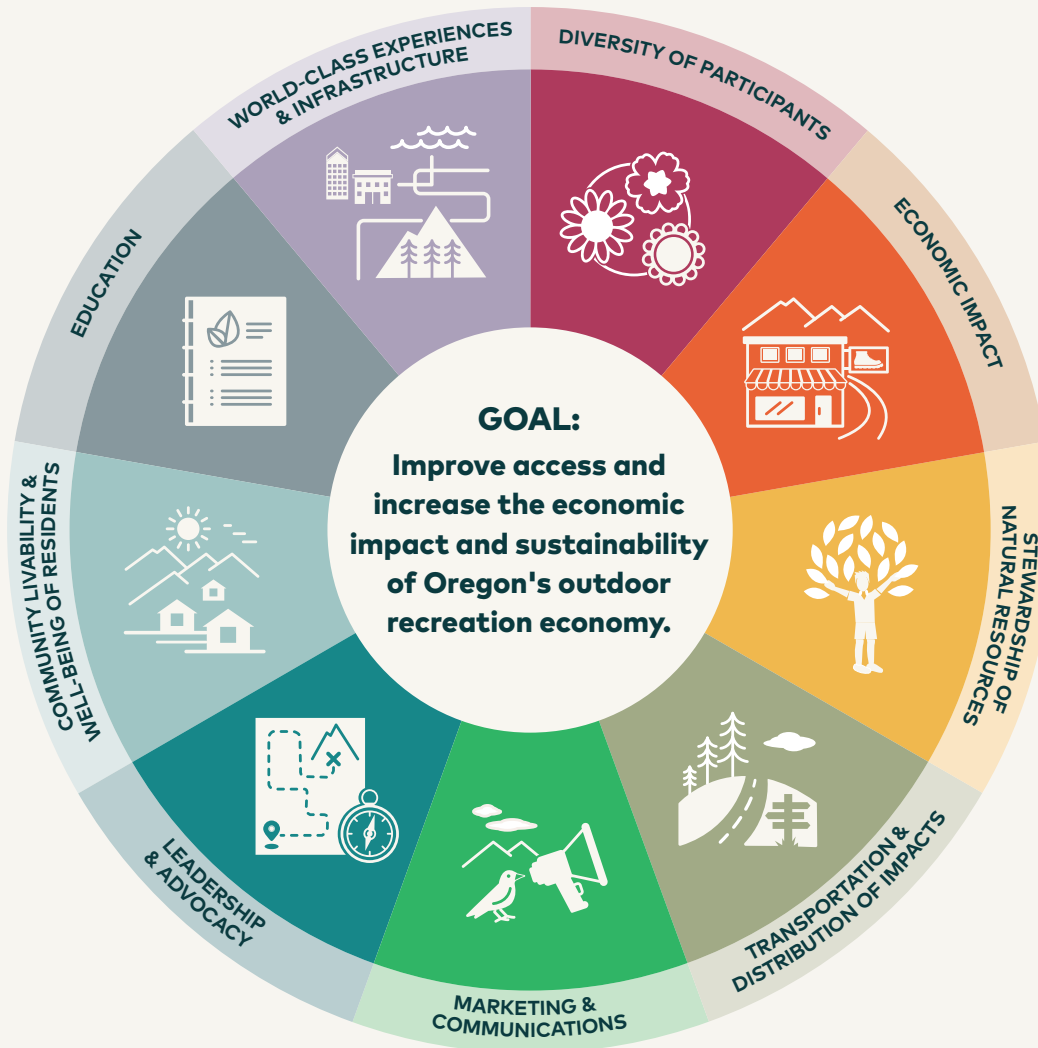 GOAL:
Improve access and
increase the economic
impact and sustainability
of Oregon's outdoor
recreation economy.
DIVERSITY OF PARTICIPANTS
ECONOMIC IMPACT
STEWARDSHIP OF
NATURAL RESOURCES
TRANSPORTATION &
DISTRIBUTION OF IMPACTS
MARKETING &
COMMUNICATIONS
LEADERSHIP
& ADVOCACY
COMMUNITY LIVABILITY &
WELL-BEING OF RESIDENTS
EDUCATION
WORLD-CLASS EXPERIENCES
& INFRASTRUCTURE